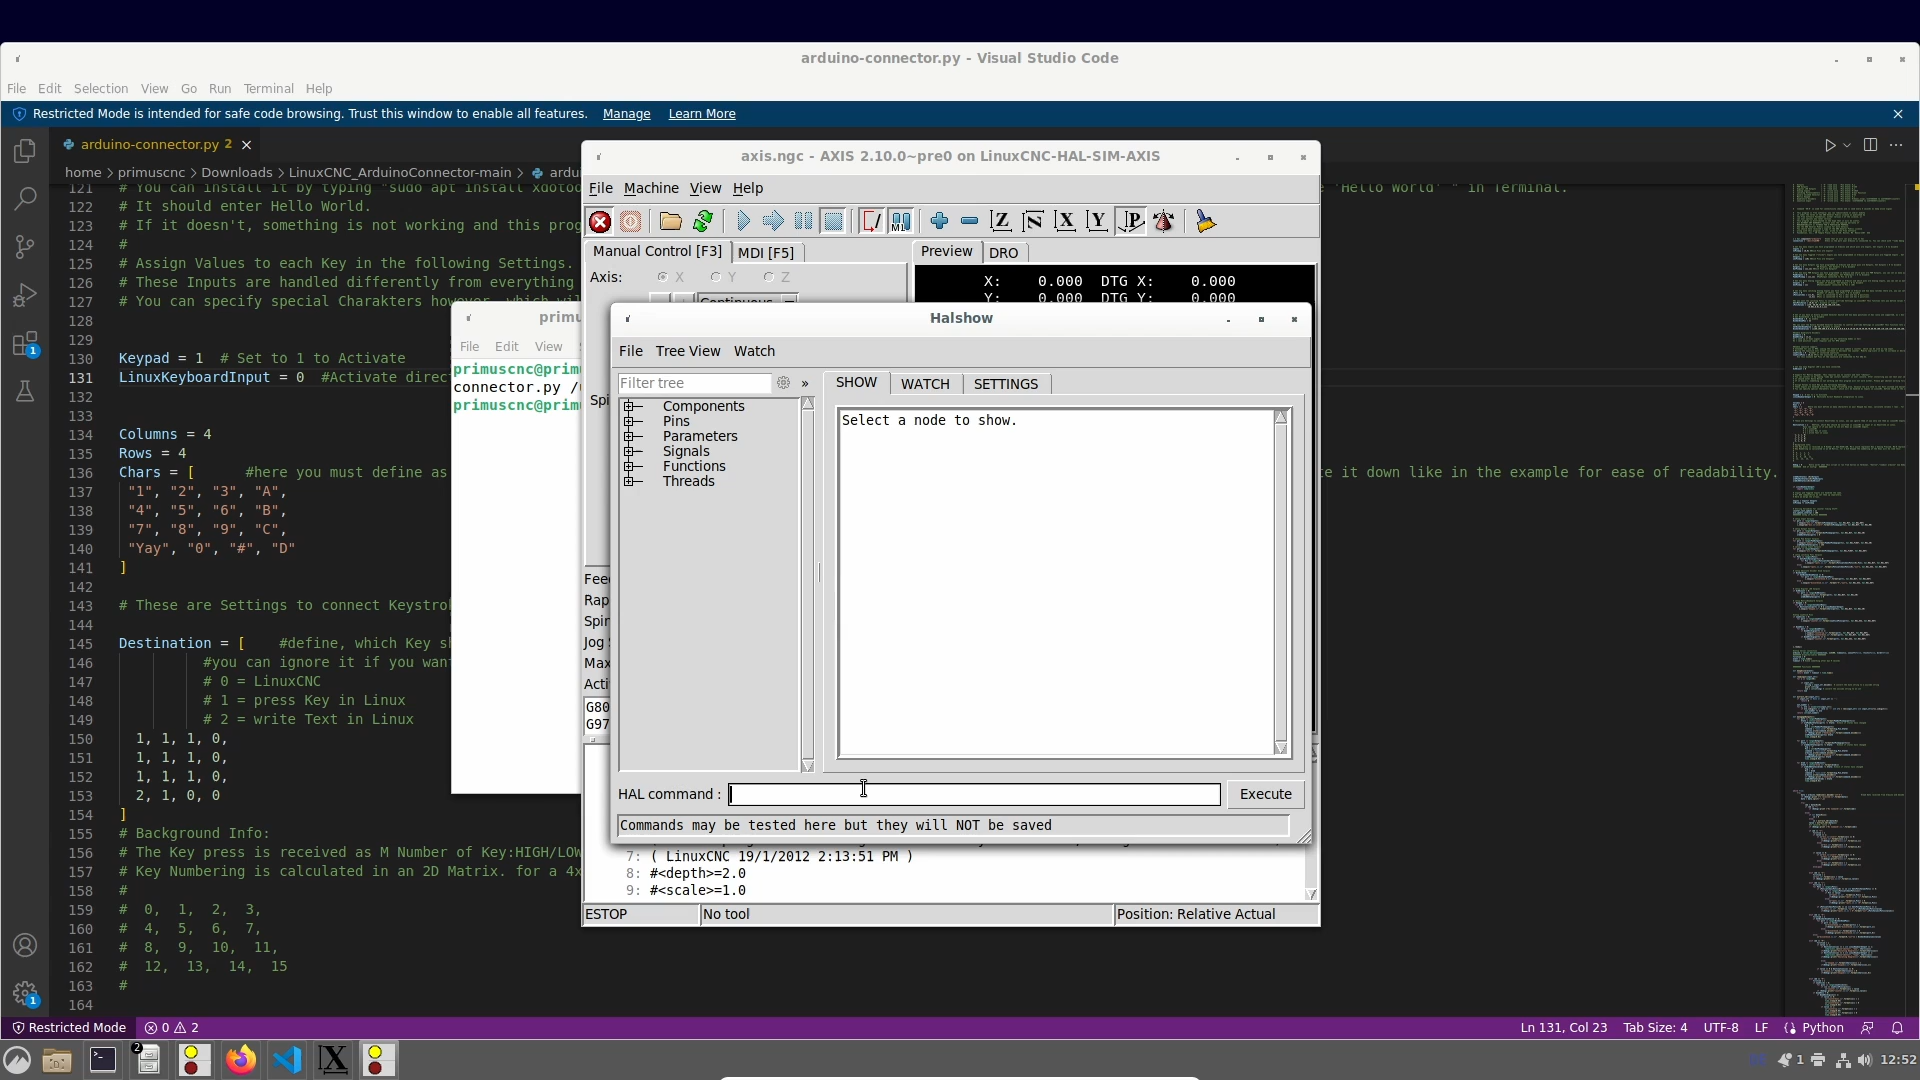 arduino-connector.py - Visual Studio Code
File Edit Selection View Go Run Terminal Help
Restricted Mode is intended for safe code browsing. Trust this window to enable all features. Manage Learn More
arduino-connector.py 2
home > primuscnc > Downloads > LinuxCNC_ArduinoConnector-main >
121
122 # It should enter Hello World.
123 # If it doesn't, something is not working and this
124 #
125 # Assign Values to each Key in the following Settings.
126 # These Inputs are handled differently from everything
127 # You can specify special Charakters
128
129
130 Keypad = 1 # Set to 1 to Activate
131 LinuxKeyboardInput = 0 #Activate
132
133
134 Columns = 4
135 Rows = 4
136 Chars = [ #here you must define as
it down like in the example for ease of readability.
137 "1", "2", "3", "A",
138 "4", "5", "6", "B",
139 "7", "8", "9", "C",
140 "Yay", "0", "#", "D"
141 ]
142
143 # These are Settings to connect
144
145 Destination = [ #define, which Key
146 #you can ignore it if you
147 # 0 = LinuxCNC
148 # 1 = press Key in Linux
149 # 2 = write Text in Linux
150 1, 1, 1, 0,
151 1, 1, 1, 0,
152 1, 1, 1, 0,
153 2, 1, 0, 0
154 ]
155 # Background Info:
156 # The Key press is received as M Number of Key:HIGH/LOW
157 # Key Numbering is calculated in an 2D Matrix. for a
158 #
159 # 0, 1, 2, 3,
160 # 4, 5, 6, 7,
161 # 8, 9, 10, 11,
162 # 12, 13, 14, 15
163 #
164
Restricted Mode 0 2 Ln 131, Col 23 Tab Size: 4 UTF-8 LF Python
File Edit View
connector.py
axis.ngc - AXIS 2.10.0~pre0 on LinuxCNC-HAL-SIM-AXIS
File Machine View Help
Manual Control [F3] MDI [F5] Preview DRO
Axis: X Y Z
X: 0.000 DTG X: 0.000
Y: 0.000 DTG Y: 0.000
Continuous
Jog
Max
G80
G97
Halshow
File Tree View Watch
Filter tree » SHOW WATCH SETTINGS
Components
Pins
Parameters
Signals
Functions
Threads
Select a node to show.
HAL command : Execute
Commands may be tested here but they will NOT be saved
7: ( LinuxCNC 19/1/2012 2:13:51 PM )
8: #<depth>=2.0
9: #<scale>=1.0
ESTOP No tool Position: Relative Actual
2 1 12:52